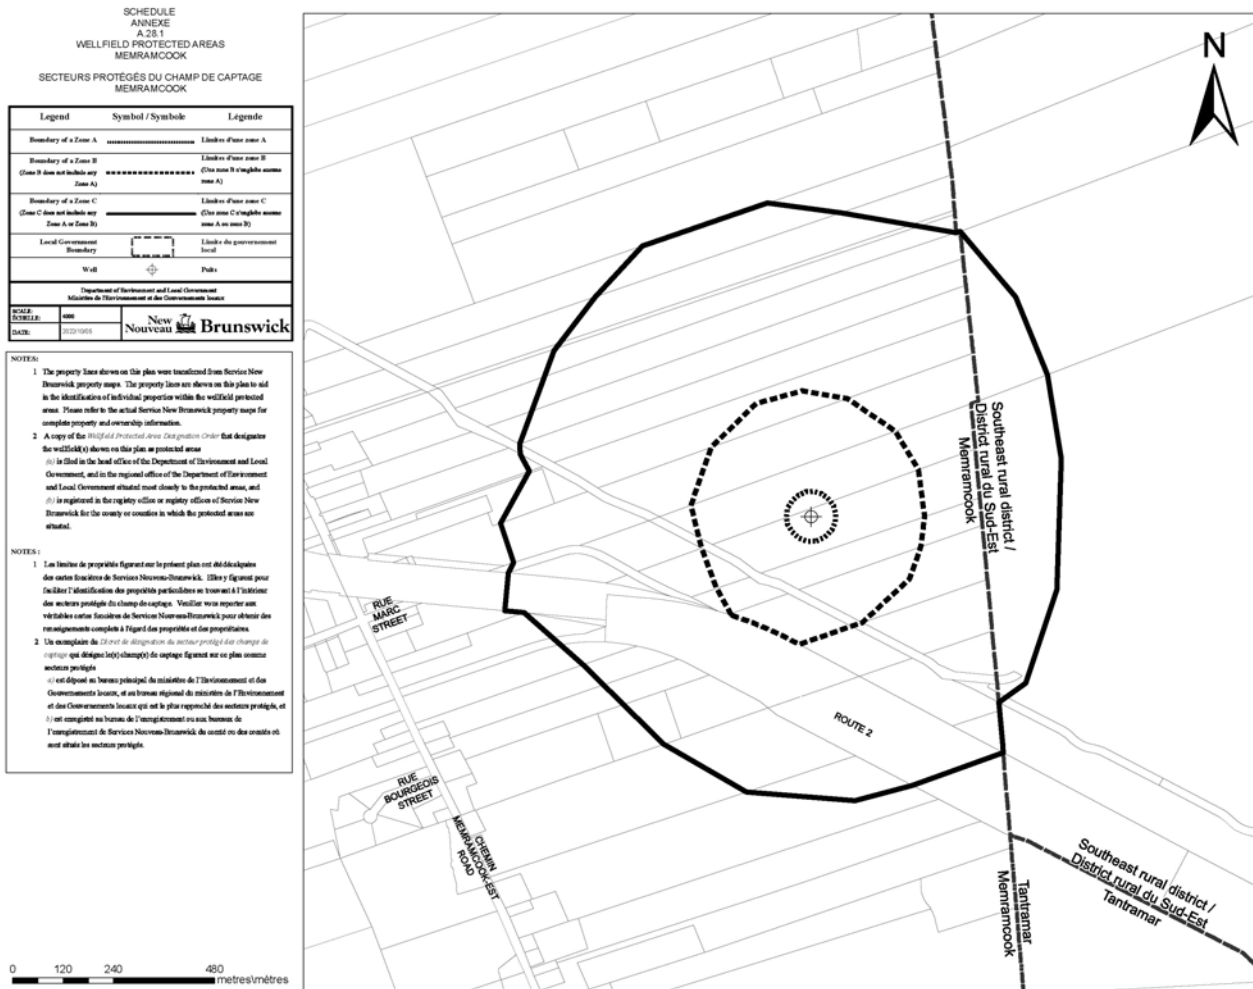 SCHEDULE
ANNEXE
A.28.1
WELLFIELD PROTECTED AREAS
MEMRAMCOOK
SECTEURS PROTÉGÉS DU CHAMP DE CAPTAGE
MEMRAMCOOK
Legend Symbol / Symbole Légende
Boundary of a Zone A Limites d'une zone A
Boundary of a Zone B
(Zone B does not include any
Zone A)
Limites d'une zone B
(Une zone B n'englobe aucune
zone A)
Boundary of a Zone C
(Zone C does not include any
Zone A or Zone B)
Limites d'une zone C
(Une zone C n'englobe aucune
zone A ou zone B)
Local Government
Boundary
Limite du gouvernement
local
Well Puits
Department of Environment and Local Government
Ministère de l'Environnement et des Gouvernements locaux
SCALE:
ÉCHELLE:
DATE:
New
Nouveau Brunswick
NOTES:
1 The property lines shown on this plan were transferred from Service New
Brunswick property maps. The property lines are shown on this plan to aid
in the identification of individual properties within the wellfield protected
areas. Please refer to the actual Service New Brunswick property maps for
complete property and ownership information.
2 A copy of the Wellfield Protected Area Designation Order that designates
the wellfield(s) shown on this plan as protected areas
(a) is filed in the head office of the Department of Environment and Local
Government, and in the regional office of the Department of Environment
and Local Government situated most closely to the protected areas, and
(b) is registered in the registry office or registry offices of Service New
Brunswick for the county or counties in which the protected areas are
situated.
NOTES :
1 Les limites de propriétés figurant sur le présent plan ont été décalquées
des cartes foncières de Services Nouveau-Brunswick. Elles y figurent pour
faciliter l'identification des propriétés particulières se trouvant à l'intérieur
des secteurs protégés du champ de captage. Veuillez vous reporter aux
véritables cartes foncières de Services Nouveau-Brunswick pour obtenir des
renseignements complets à l'égard des propriétés et des propriétaires.
2 Un exemplaire du Décret de désignation du secteur protégé des champs de
captage qui désigne le(s) champ(s) de captage figurant sur ce plan comme
secteurs protégés
a) est déposé au bureau principal du ministère de l'Environnement et des
Gouvernements locaux, et au bureau régional du ministère de l'Environnement
et des Gouvernements locaux qui est le plus rapproché des secteurs protégés, et
b) est enregistré au bureau de l'enregistrement ou aux bureaux de
l'enregistrement de Services Nouveau-Brunswick du comté ou des comtés où
sont situés les secteurs protégés.
0 120 240 480
metres\mètres
N
Southeast rural district /
District rural du Sud-Est
Memramcook
RUE
MARC
STREET
ROUTE 2
RUE
BOURGEOIS
STREET
CHEMIN
MEMRAMCOOK-EST
ROAD
Tantramar
Memramcook
Southeast rural district /
District rural du Sud-Est
Tantramar